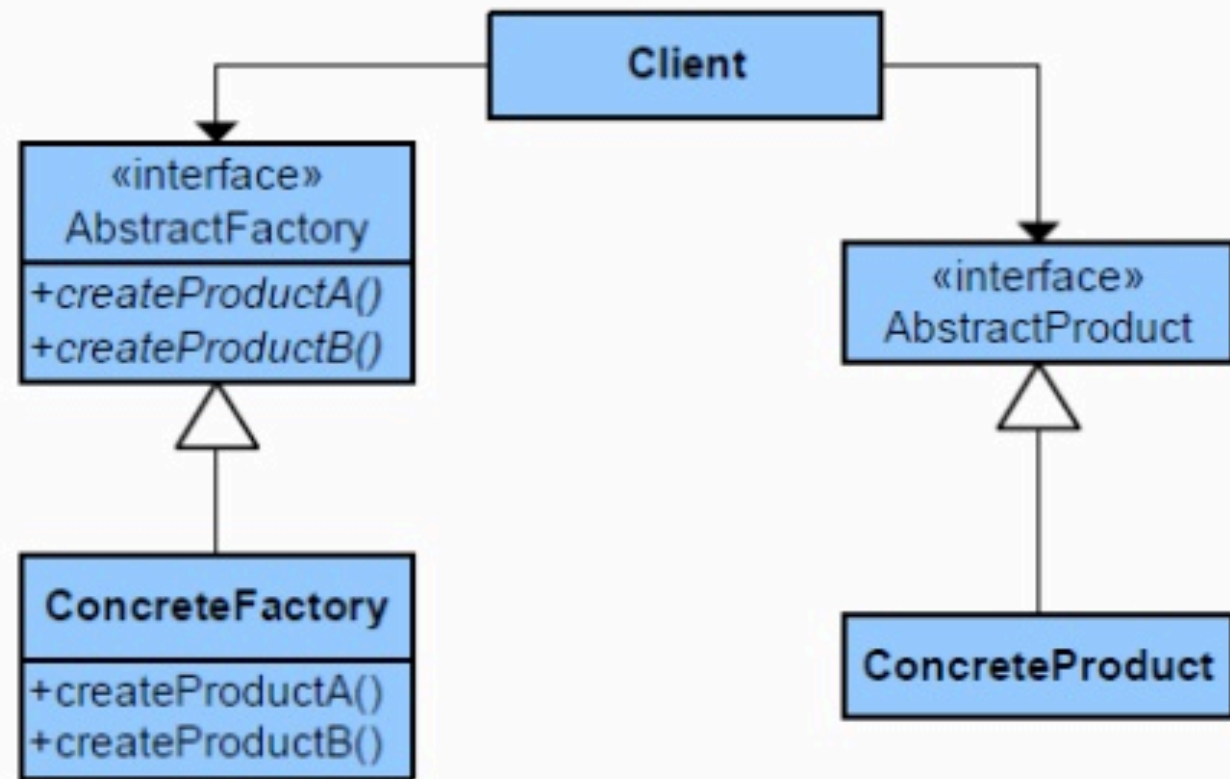 Client
«interface»
AbstractFactory
+createProductA()
+createProductB()
«interface»
AbstractProduct
ConcreteFactory
+createProductA()
+createProductB()
ConcreteProduct